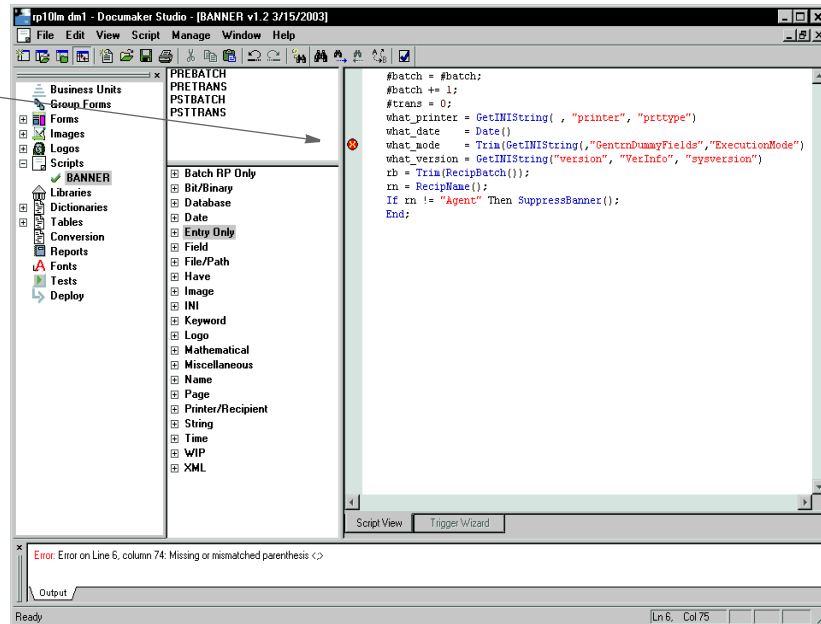 rp10lm dm1 - Documaker Studio - [BANNER v1.2 3/15/2003]
File Edit View Script Manage Window Help
Business Units
Group Forms
Forms
Images
Logos
Scripts
BANNER
Libraries
Dictionaries
Tables
Conversion
Reports
Fonts
Tests
Deploy
PREBATCH
PRETRANS
PSTBATCH
PSTTRANS
Batch RP Only
Bit/Binary
Database
Date
Entry Only
Field
File/Path
Have
Image
INI
Keyword
Logo
Mathematical
Miscellaneous
Name
Page
Printer/Recipient
String
Time
WIP
XML
#batch = #batch;
#batch += 1;
#trans = 0;
what_printer = GetINIString( , "printer", "prttype")
what_date = Date()
what_mode = Trim(GetINIString(,"GentrnDummyFields","ExecutionMode")
what_version = GetINIString("version", "VerInfo", "sysversion")
rb = Trim(RecipBatch());
rn = RecipName();
If rn != "Agent" Then SuppressBanner();
End;
Script View Trigger Wizard
Error: Error on Line 6, column 74: Missing or mismatched parenthesis <;>
Output
Ready Ln 6, Col 75